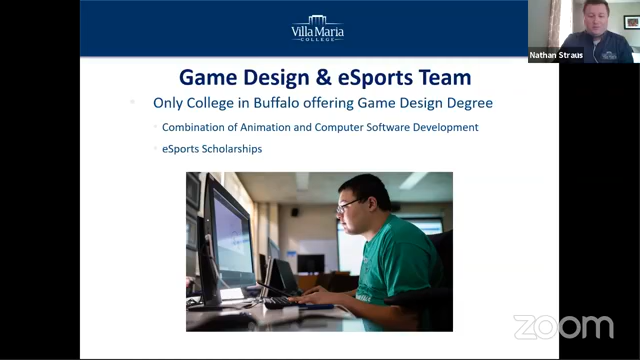 Villa Maria
COLLEGE
Nathan Straus
Game Design & eSports Team
Only College in Buffalo offering Game Design Degree
Combination of Animation and Computer Software Development
eSports Scholarships
zoom